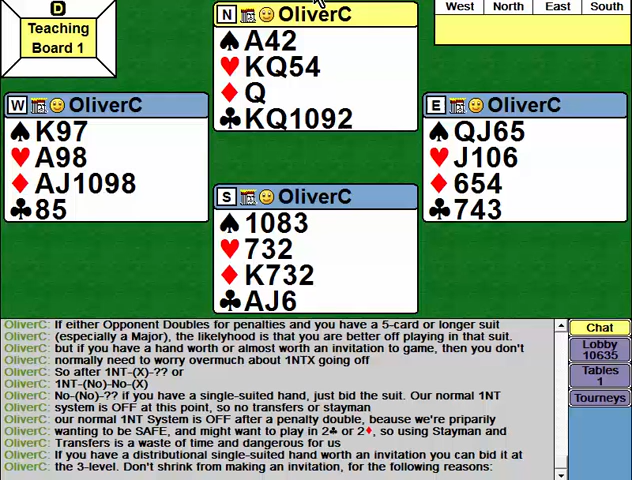 D
Teaching
Board 1
N OliverC
♠A42
♥KQ54
♦Q
♣KQ1092
West North East South
W OliverC
♠K97
♥A98
♦AJ1098
♣85
E OliverC
♠QJ65
♥J106
♦654
♣743
S OliverC
♠1083
♥732
♦K732
♣AJ6
OliverC: If either Opponent Doubles for penalties and you have a 5-card or longer suit
OliverC: (especially a Major), the likelyhood is that you are better off playing in that suit.
OliverC: but if you have a hand worth or almost worth an invitation to game, then you don't
OliverC: normally need to worry overmuch about 1NTX going off
OliverC: So after 1NT-(X)-?? or
OliverC: 1NT-(No)-No-(X)
OliverC: No-(No)-?? if you have a single-suited hand, just bid the suit. Our normal 1NT
OliverC: system is OFF at this point, so no transfers or stayman
OliverC: our normal 1NT System is OFF after a penalty double, beause we're priparily
OliverC: wanting to be SAFE, and might want to play in 2♣ or 2♦, so using Stayman and
OliverC: Transfers is a waste of time and dangerous for us
OliverC: If you have a distributional single-suited hand worth an invitation you can bid it at
OliverC: the 3-level. Don't shrink from making an invitation, for the following reasons:
Chat
Lobby
10635
Tables
1
Tourneys